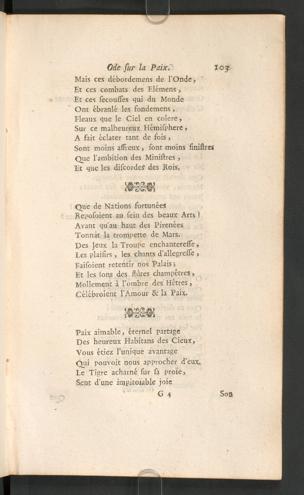 Ode sur la Paix. 103
Mais ces débordemens de l'Onde,
Et ces combats des Elémens,
Et ces secousses qui du Monde
Ont ébranlé les fondemens,
Fleaus que le Ciel en colere,
Sur ce malheureux Hémisphere,
A fait éclater tant de fois,
Sont moins affreux, sont moins sinistres
Que l'ambition des Ministres,
Et que les discordes des Rois.
Que de Nations fortunées
Reposoient au sein des beaux Arts!
Avant qu'au haut des Pirenées
Tonnât la trompette de Mars.
Des Jeux la Troupe enchanteresse,
Les plaisirs, les chants d'allegresse,
Faisoient retentir nos Palais;
Et les sons des flûtes champêtres,
Mollement à l'ombre des Hêtres,
Célébroient l'Amour & la Paix.
Paix aimable, éternel partage
Des heureux Habitans des Cieux,
Vous étiez l'unique avantage
Qui pouvoit nous approcher d'eux.
Le Tigre acharné sur sa proie,
Sent d'une impitoiable joie
G 4 Son